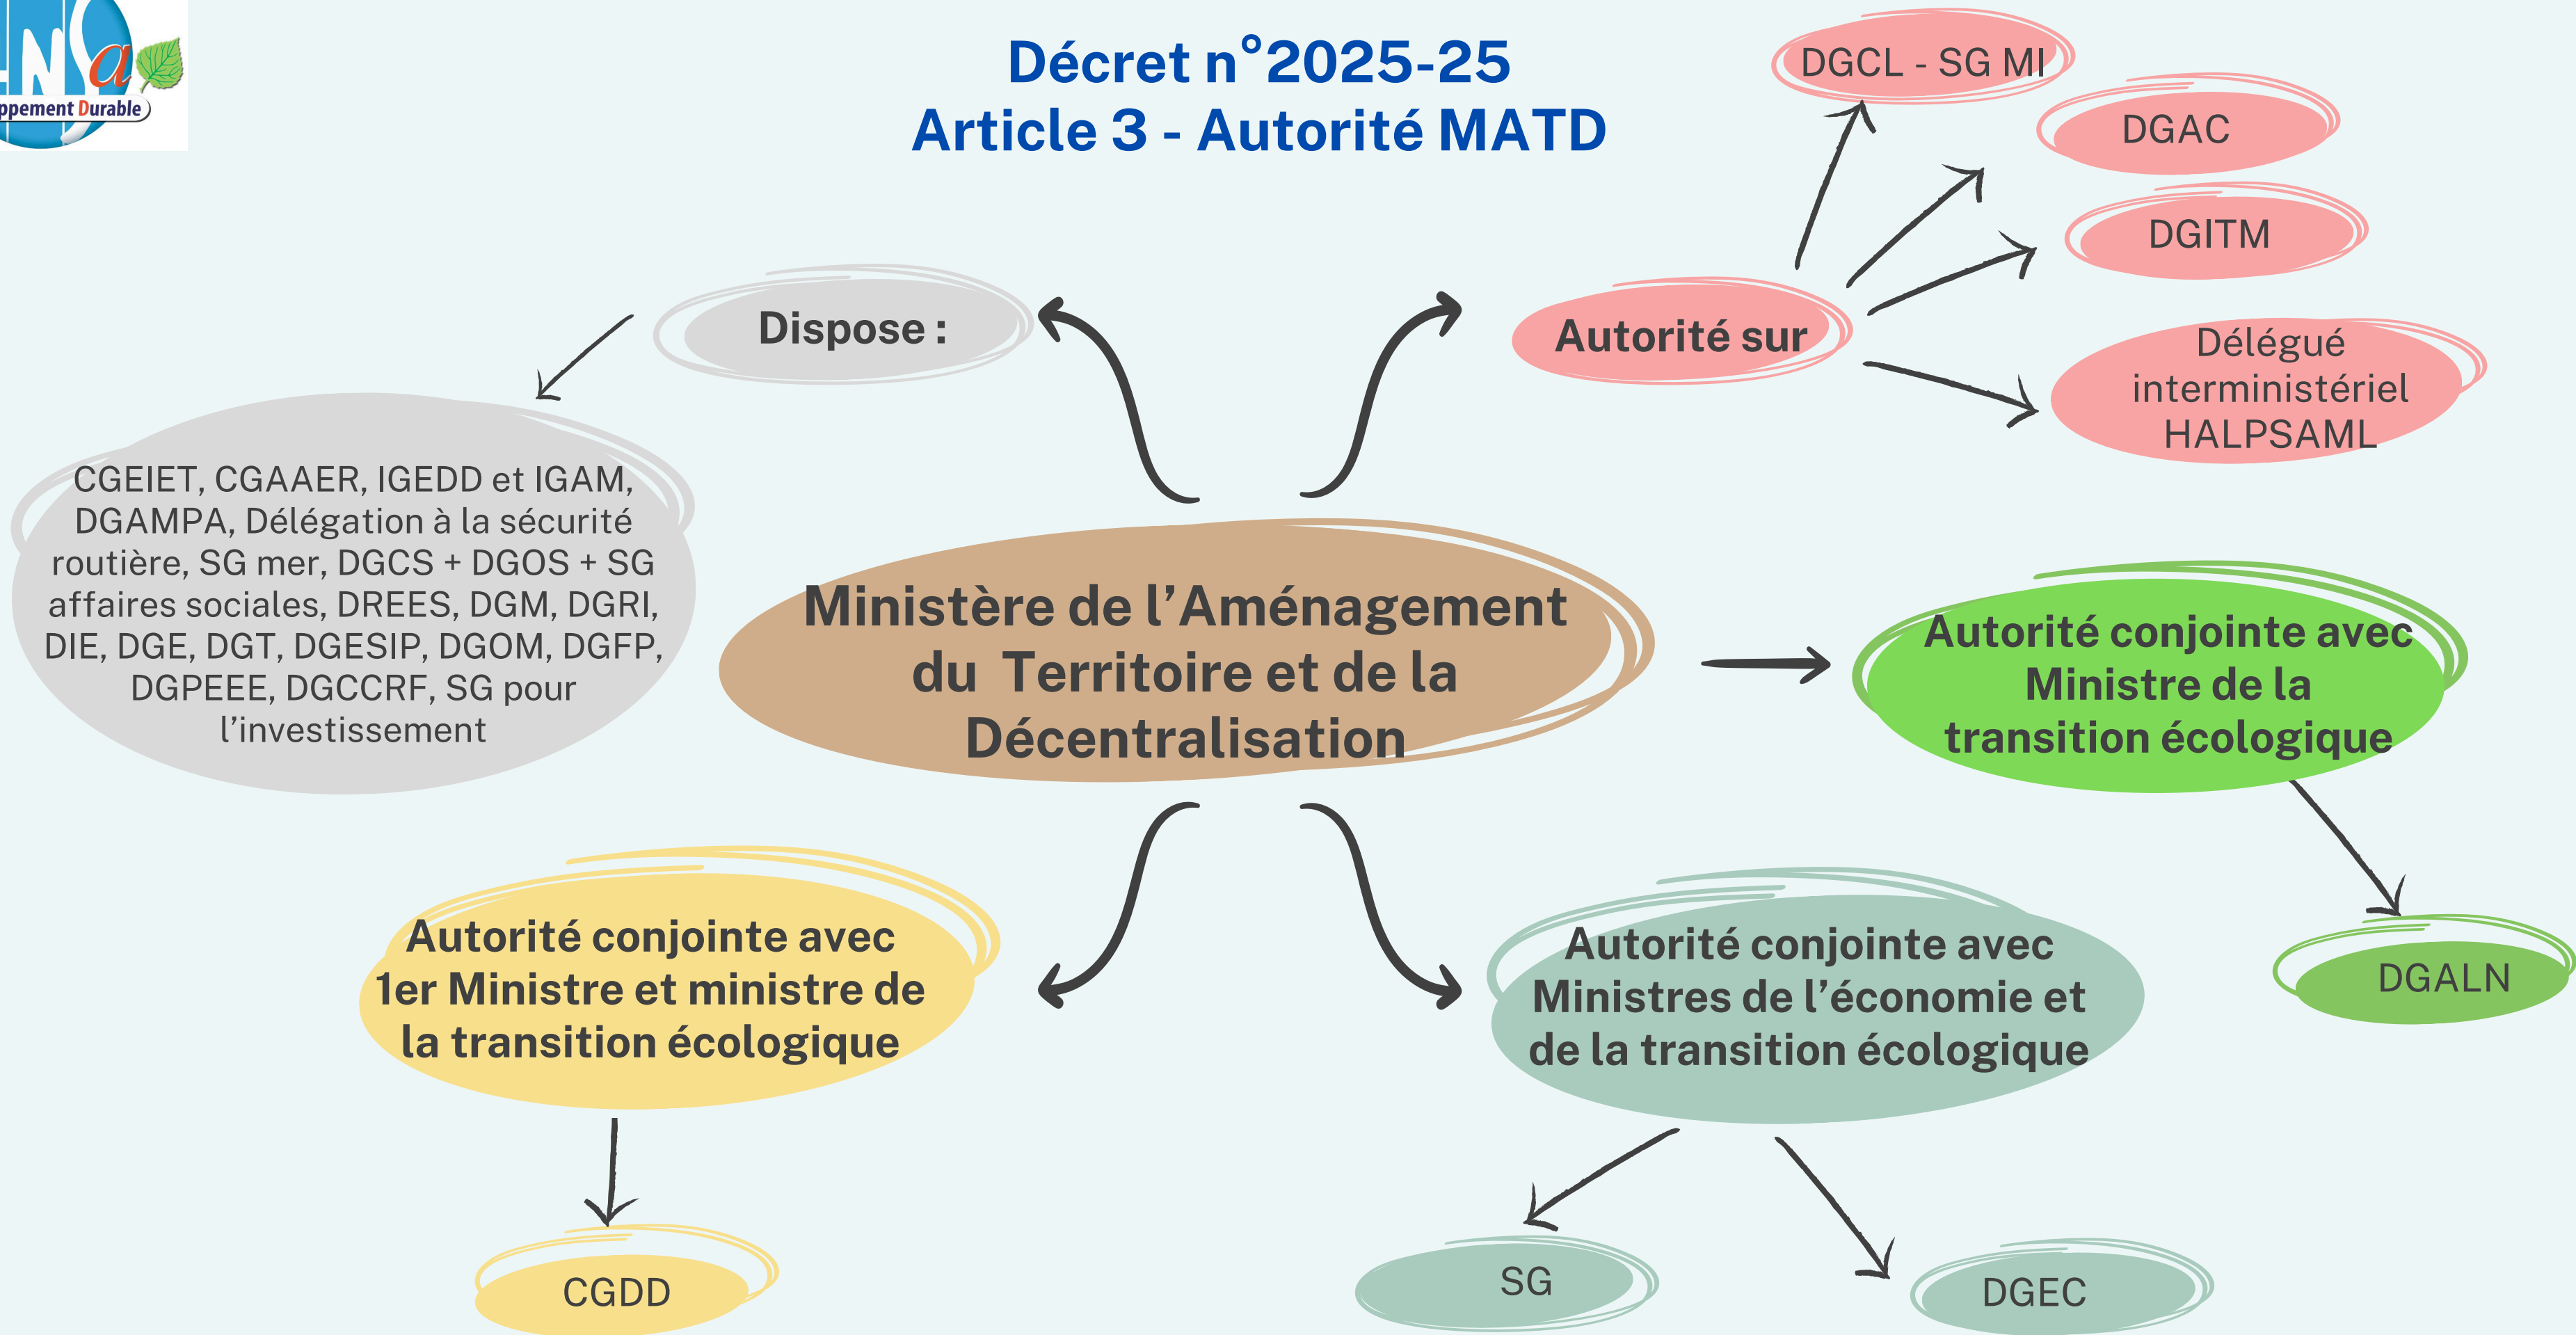 Développement Durable
Décret n°2025-25
Article 3 - Autorité MATD
DGCL - SG MI
DGAC
DGITM
Autorité sur
Délégué
interministériel
HALPSAML
Dispose :
CGEIET, CGAAER, IGEDD et IGAM,
DGAMPA, Délégation à la sécurité
routière, SG mer, DGCS + DGOS + SG
affaires sociales, DREES, DGM, DGRI,
DIE, DGE, DGT, DGESIP, DGOM, DGFP,
DGPEEE, DGCCRF, SG pour
l’investissement
Ministère de l’Aménagement
du Territoire et de la
Décentralisation
Autorité conjointe avec
Ministre de la
transition écologique
DGALN
Autorité conjointe avec
1er Ministre et ministre de
la transition écologique
CGDD
Autorité conjointe avec
Ministres de l’économie et
de la transition écologique
SG
DGEC